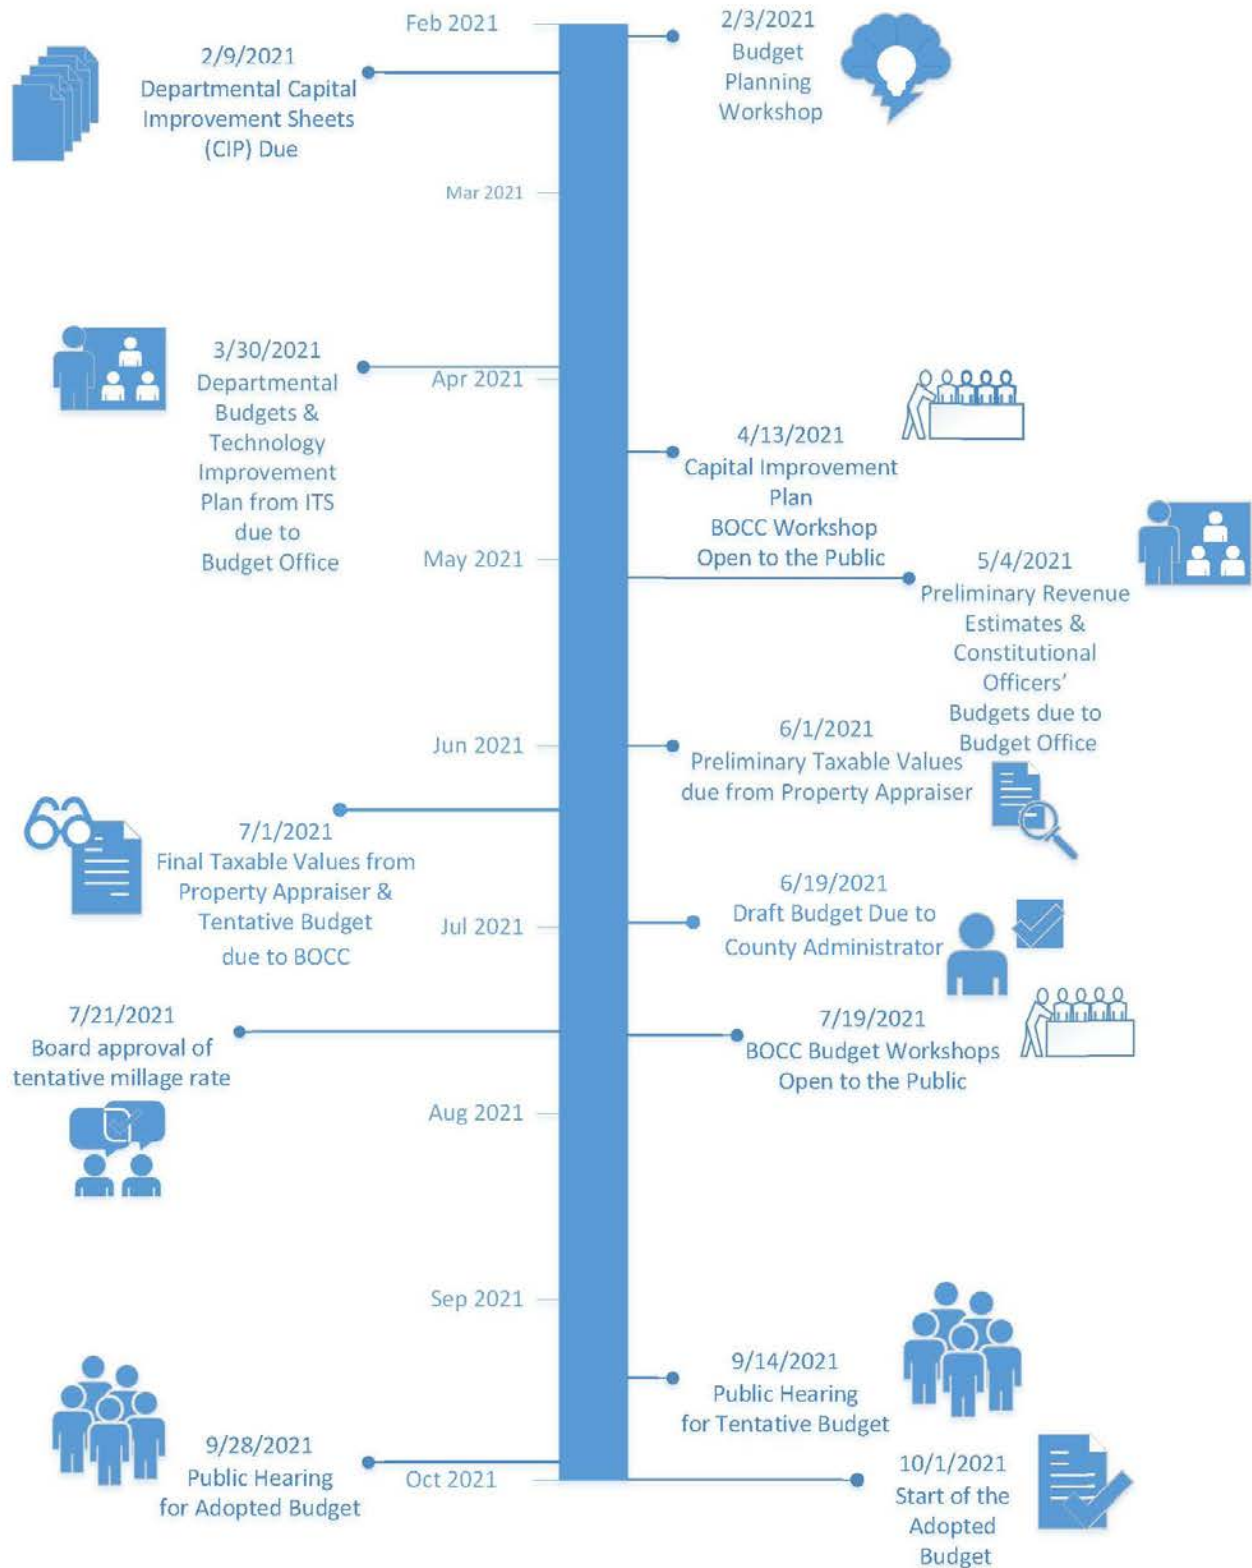 Feb 2021
2/3/2021
Budget
Planning
Workshop
2/9/2021
Departmental Capital
Improvement Sheets
(CIP) Due
Mar 2021
3/30/2021
Departmental
Budgets &
Technology
Improvement
Plan from ITS
due to
Budget Office
Apr 2021
4/13/2021
Capital Improvement
Plan
BOCC Workshop
Open to the Public
May 2021
5/4/2021
Preliminary Revenue
Estimates &
Constitutional
Officers’
Budgets due to
Budget Office
Jun 2021
6/1/2021
Preliminary Taxable Values
due from Property Appraiser
7/1/2021
Final Taxable Values from
Property Appraiser &
Tentative Budget
due to BOCC
6/19/2021
Draft Budget Due to
County Administrator
Jul 2021
7/21/2021
Board approval of
tentative millage rate
7/19/2021
BOCC Budget Workshops
Open to the Public
Aug 2021
Sep 2021
9/14/2021
Public Hearing
for Tentative Budget
9/28/2021
Public Hearing
for Adopted Budget
Oct 2021
10/1/2021
Start of the
Adopted
Budget